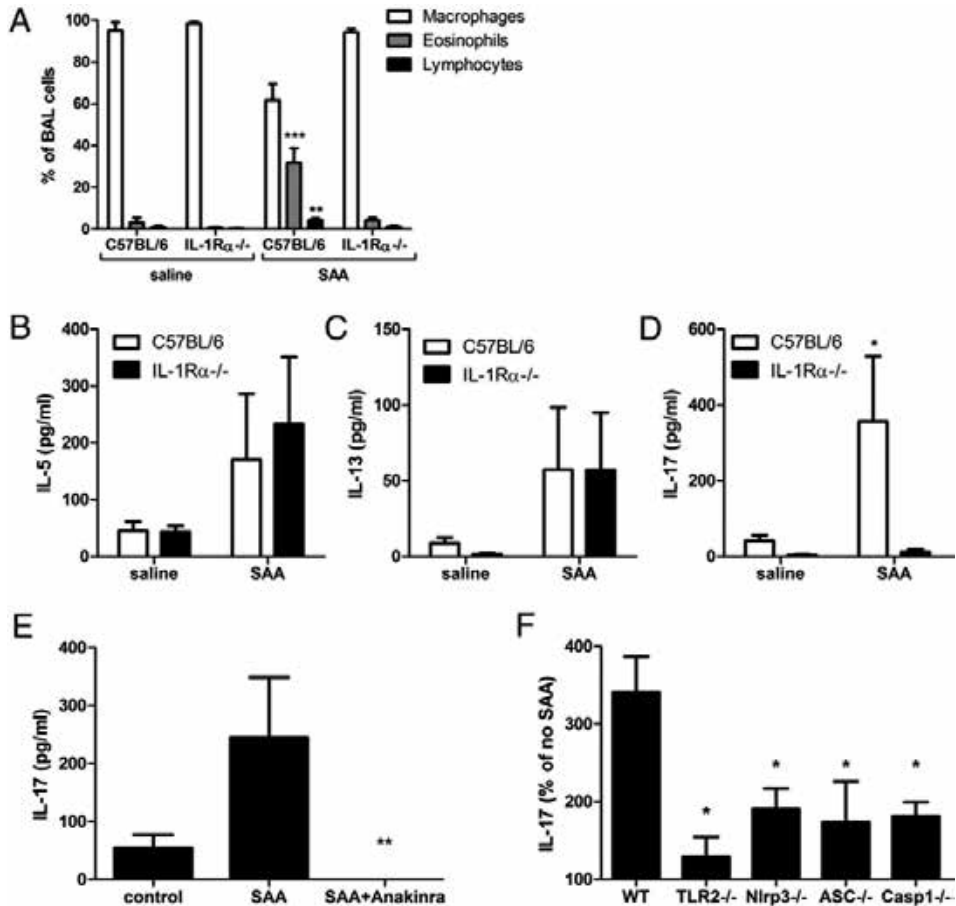 A
Macrophages
Eosinophils
Lymphocytes
% of BAL cells
100
80
60
40
20
0
***
**
C57BL/6 IL-1Rα-/- C57BL/6 IL-1Rα-/-
saline SAA
B
C57BL/6
IL-1Rα-/-
IL-5 (pg/ml)
400
300
200
100
0
saline SAA
C
C57BL/6
IL-1Rα-/-
IL-13 (pg/ml)
150
100
50
0
saline SAA
D
C57BL/6
IL-1Rα-/-
IL-17 (pg/ml)
600
400
200
0
*
saline SAA
E
IL-17 (pg/ml)
400
300
200
100
0
**
control SAA SAA+Anakinra
F
IL-17 (% of no SAA)
400
300
200
100
* * * *
WT TLR2-/- Nlrp3-/- ASC-/- Casp1-/-